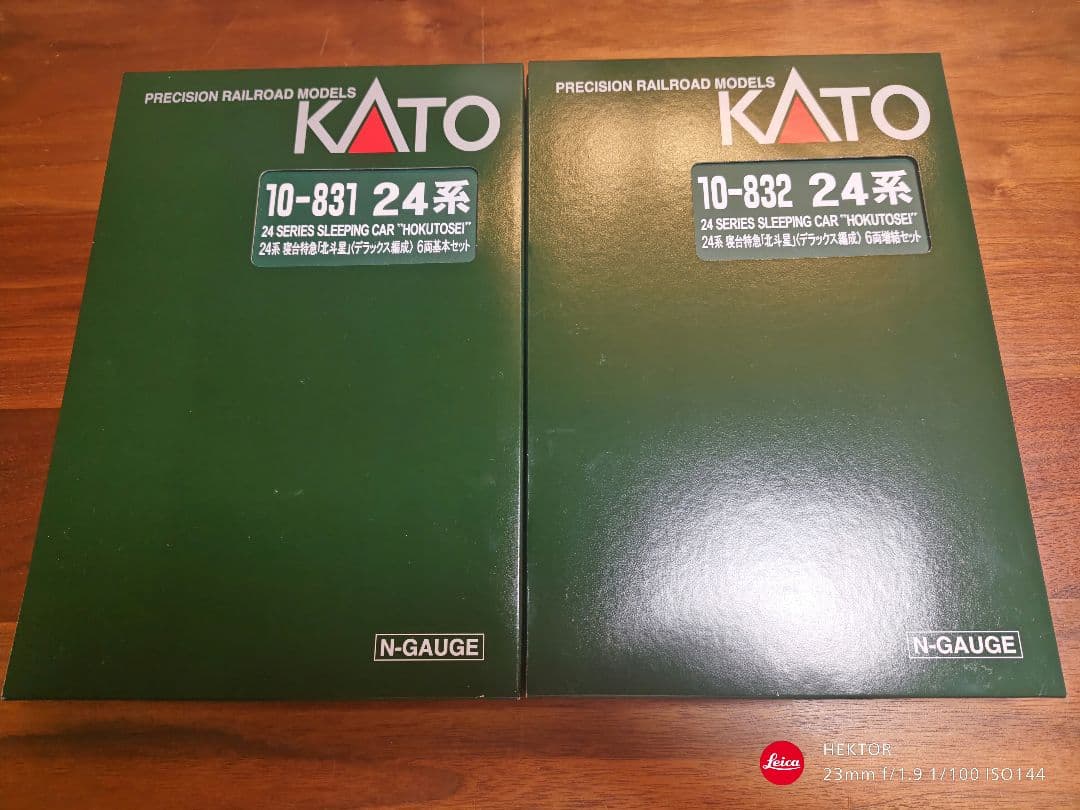 PRECISION RAILROAD MODELS
KATO
10-831 24系
24 SERIES SLEEPING CAR "HOKUTOSEI"
24系 寝台特急「北斗星」〈デラックス編成〉 6両基本セット
N-GAUGE
PRECISION RAILROAD MODELS
KATO
10-832 24系
24 SERIES SLEEPING CAR "HOKUTOSEI"
24系 寝台特急「北斗星」〈デラックス編成〉 6両増結セット
N-GAUGE
Leica
HEKTOR
23mm f/1.9 1/100 ISO144